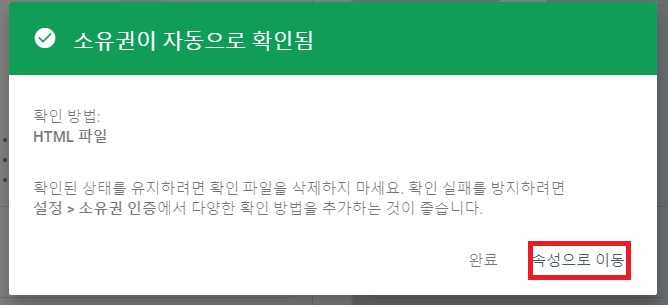 소유권이 자동으로 확인됨
확인 방법:
HTML 파일
확인된 상태를 유지하려면 확인 파일을 삭제하지 마세요. 확인 실패를 방지하려면
설정 > 소유권 인증에서 다양한 확인 방법을 추가하는 것이 좋습니다.
완료 속성으로 이동